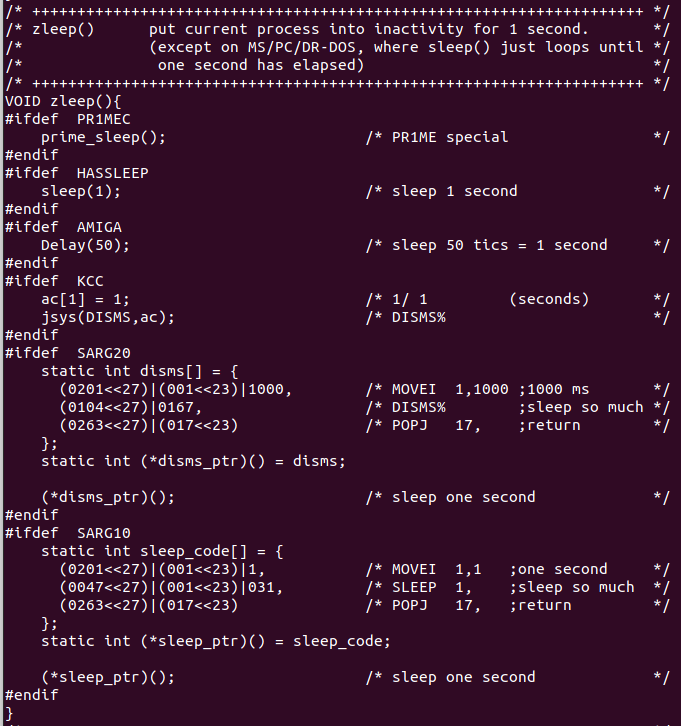 /* ++++++++++++++++++++++++++++++++++++++++++++++++++++++++++++++++++++ */
/* zleep()      put current process into inactivity for 1 second.       */
/*              (except on MS/PC/DR-DOS, where sleep() just loops until */
/*               one second has elapsed)                                */
/* ++++++++++++++++++++++++++++++++++++++++++++++++++++++++++++++++++++ */
VOID zleep(){
#ifdef  PR1MEC
    prime_sleep();                      /* PR1ME special                */
#endif
#ifdef  HASSLEEP
    sleep(1);                           /* sleep 1 second               */
#endif
#ifdef  AMIGA
    Delay(50);                          /* sleep 50 tics = 1 second     */
#endif
#ifdef  KCC
    ac[1] = 1;                          /* 1/ 1         (seconds)       */
    jsys(DISMS,ac);                     /* DISMS%                       */
#endif
#ifdef  SARG20
    static int disms[] = {
      (0201<<27)|(001<<23)|1000,        /* MOVEI  1,1000 ;1000 ms       */
      (0104<<27)|0167,                  /* DISMS%        ;sleep so much */
      (0263<<27)|(017<<23)              /* POPJ   17,    ;return        */
    };
    static int (*disms_ptr)() = disms;

    (*disms_ptr)();                     /* sleep one second             */
#endif
#ifdef  SARG10
    static int sleep_code[] = {
      (0201<<27)|(001<<23)|1,           /* MOVEI  1,1   ;one second     */
      (0047<<27)|(001<<23)|031,         /* SLEEP  1,    ;sleep so much  */
      (0263<<27)|(017<<23)              /* POPJ   17,   ;return         */
    };
    static int (*sleep_ptr)() = sleep_code;

    (*sleep_ptr)();                     /* sleep one second             */
#endif
}